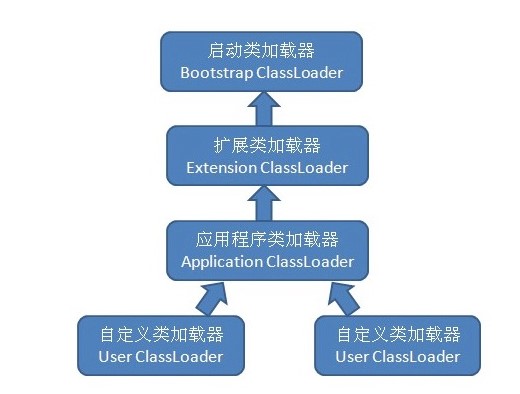 启动类加载器
Bootstrap ClassLoader
扩展类加载器
Extension ClassLoader
应用程序类加载器
Application ClassLoader
自定义类加载器
User ClassLoader
自定义类加载器
User ClassLoader